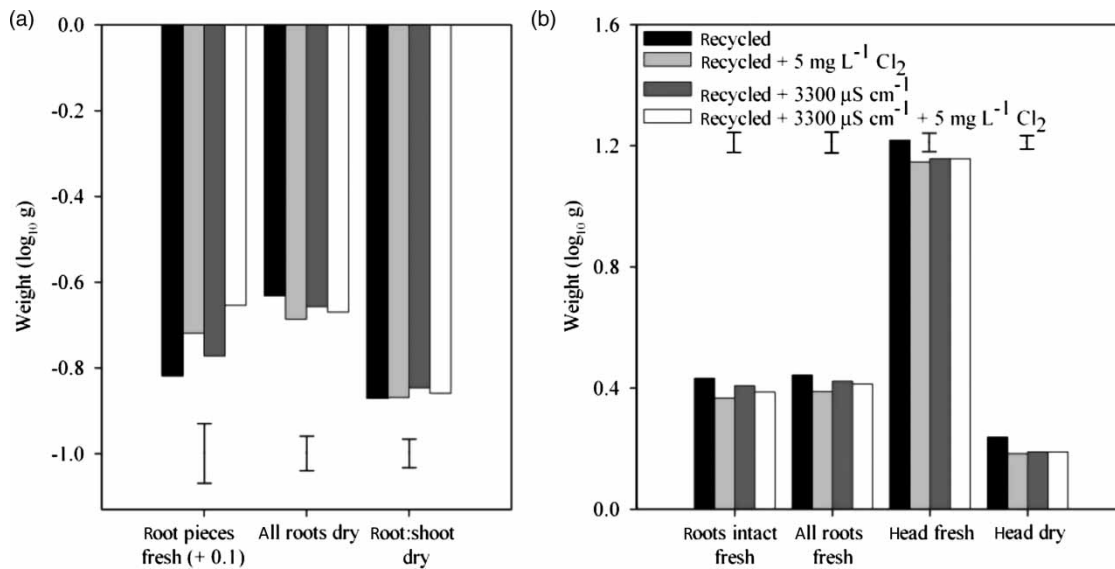 (a)
0.0
-0.2
-0.4
-0.6
-0.8
-1.0
Weight (log10 g)
Root pieces
fresh (+ 0.1)
All roots dry
Root:shoot
dry
(b)
1.6
1.2
0.8
0.4
0.0
Weight (log10 g)
Recycled
Recycled + 5 mg L-1 Cl2
Recycled + 3300 µS cm-1
Recycled + 3300 µS cm-1 + 5 mg L-1 Cl2
Roots intact
fresh
All roots
fresh
Head fresh
Head dry